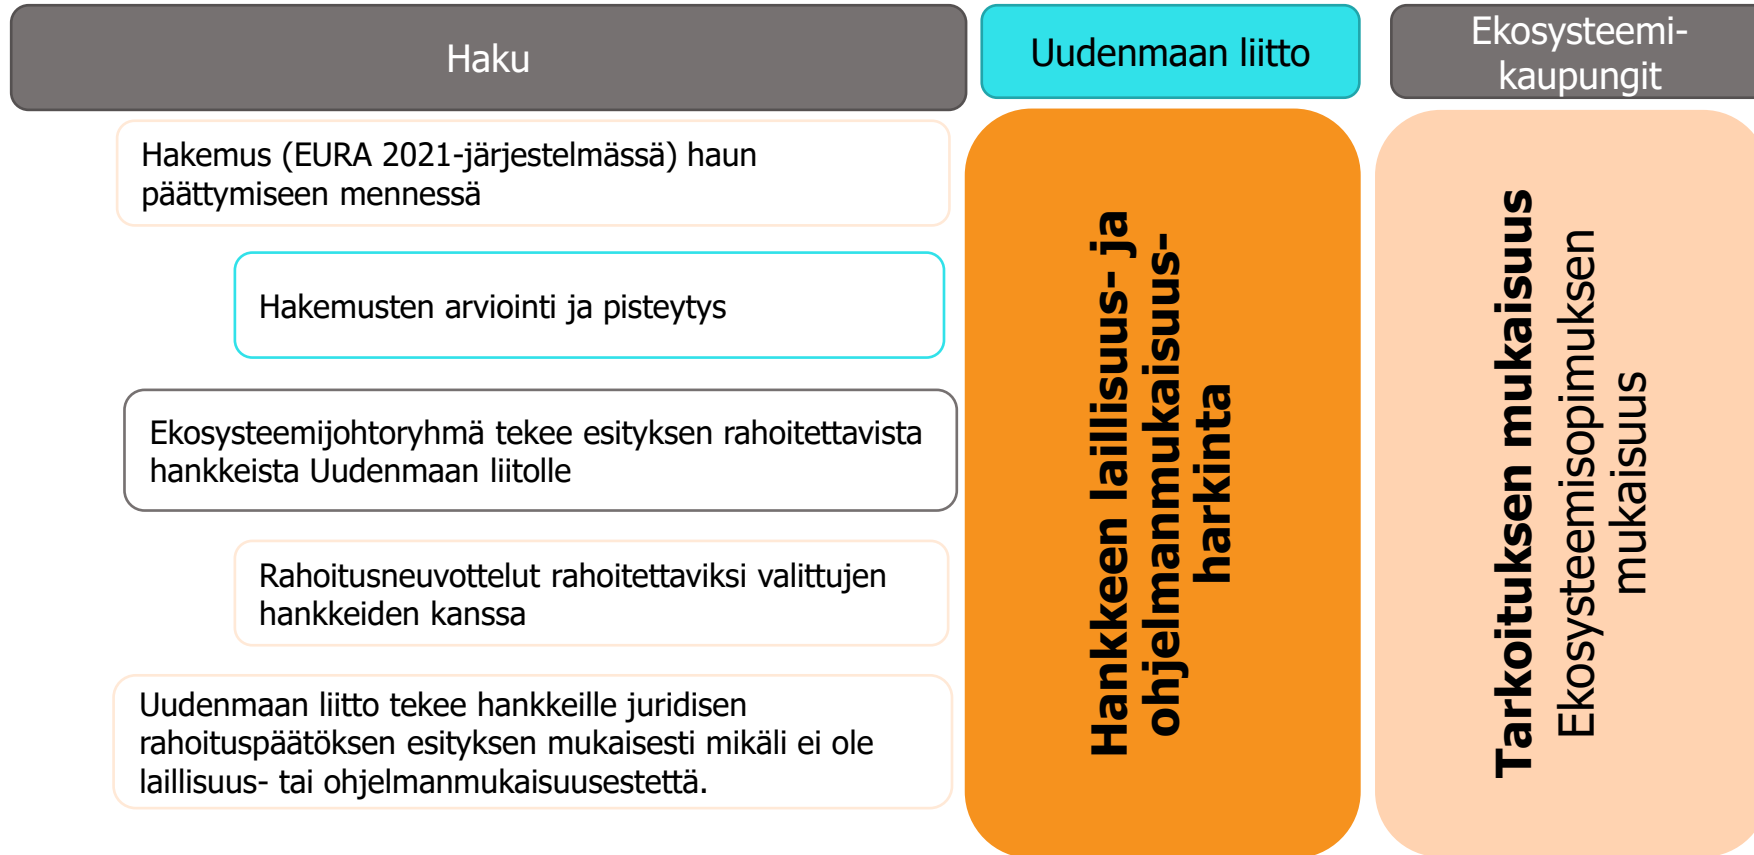 Haku
Uudenmaan liitto
Ekosysteemi-
kaupungit
Hakemus (EURA 2021-järjestelmässä) haun
päättymiseen mennessä
Hakemusten arviointi ja pisteytys
Ekosysteemijohtoryhmä tekee esityksen rahoitettavista
hankkeista Uudenmaan liitolle
Rahoitusneuvottelut rahoitettaviksi valittujen
hankkeiden kanssa
Uudenmaan liitto tekee hankkeille juridisen
rahoituspäätöksen esityksen mukaisesti mikäli ei ole
laillisuus- tai ohjelmanmukaisuusestettä.
Hankkeen laillisuus- ja
ohjelmanmukaisuus-
harkinta
Tarkoituksen mukaisuus
Ekosysteemisopimuksen
mukaisuus